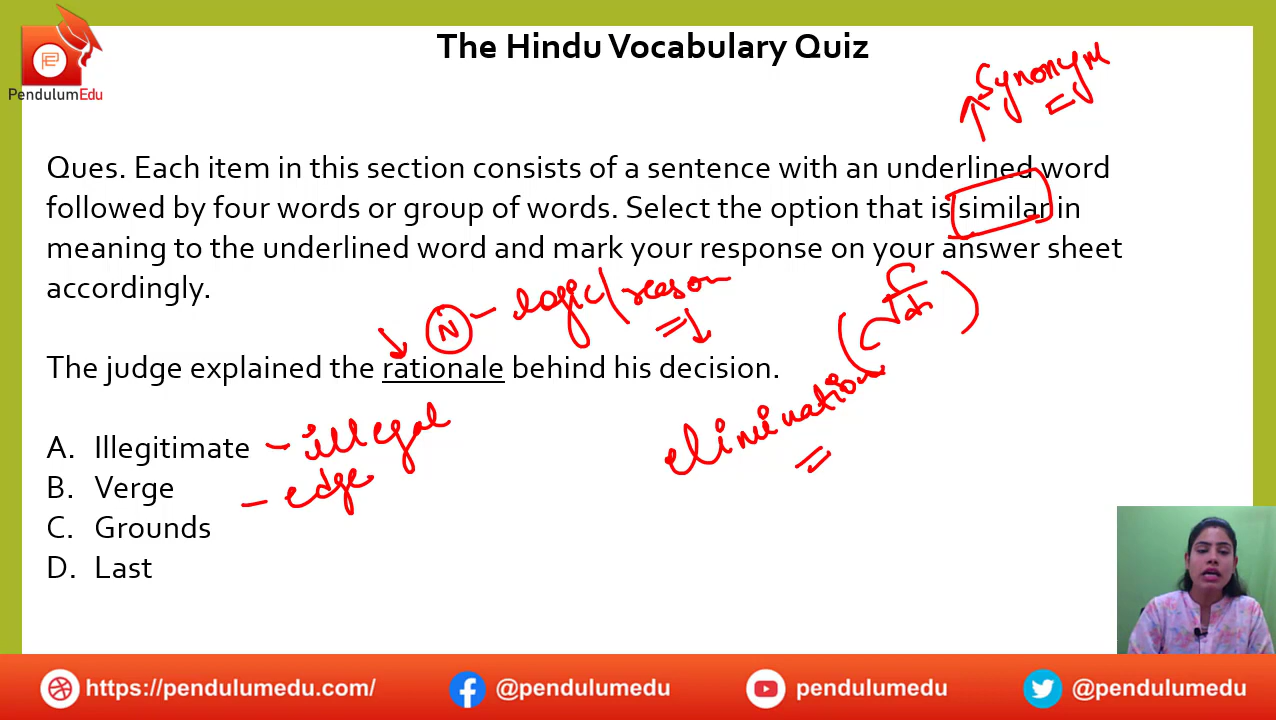 The Hindu Vocabulary Quiz
PendulumEdu
Synonym
Ques. Each item in this section consists of a sentence with an underlined word
followed by four words or group of words. Select the option that is similar in
meaning to the underlined word and mark your response on your answer sheet
accordingly.
N - logic/reason
The judge explained the rationale behind his decision.
elimination
A. Illegitimate - illegal
B. Verge - edge
C. Grounds
D. Last
https://pendulumedu.com/ @pendulumedu pendulumedu @pendulumedu